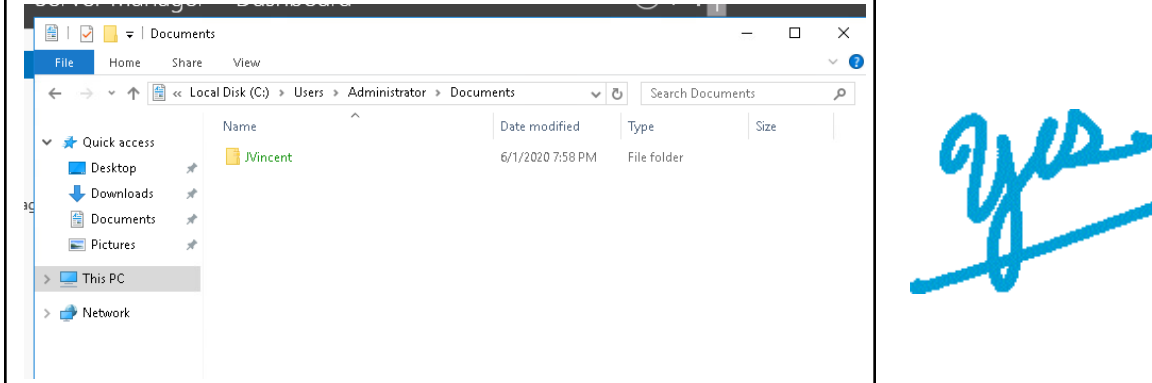 Server Manager Dashboard
Documents
File Home Share View
« Local Disk (C:) > Users > Administrator > Documents
Search Documents
Name Date modified Type Size
Quick access
JVincent 6/1/2020 7:58 PM File folder
Desktop
Downloads
Documents
Pictures
This PC
Network
yes